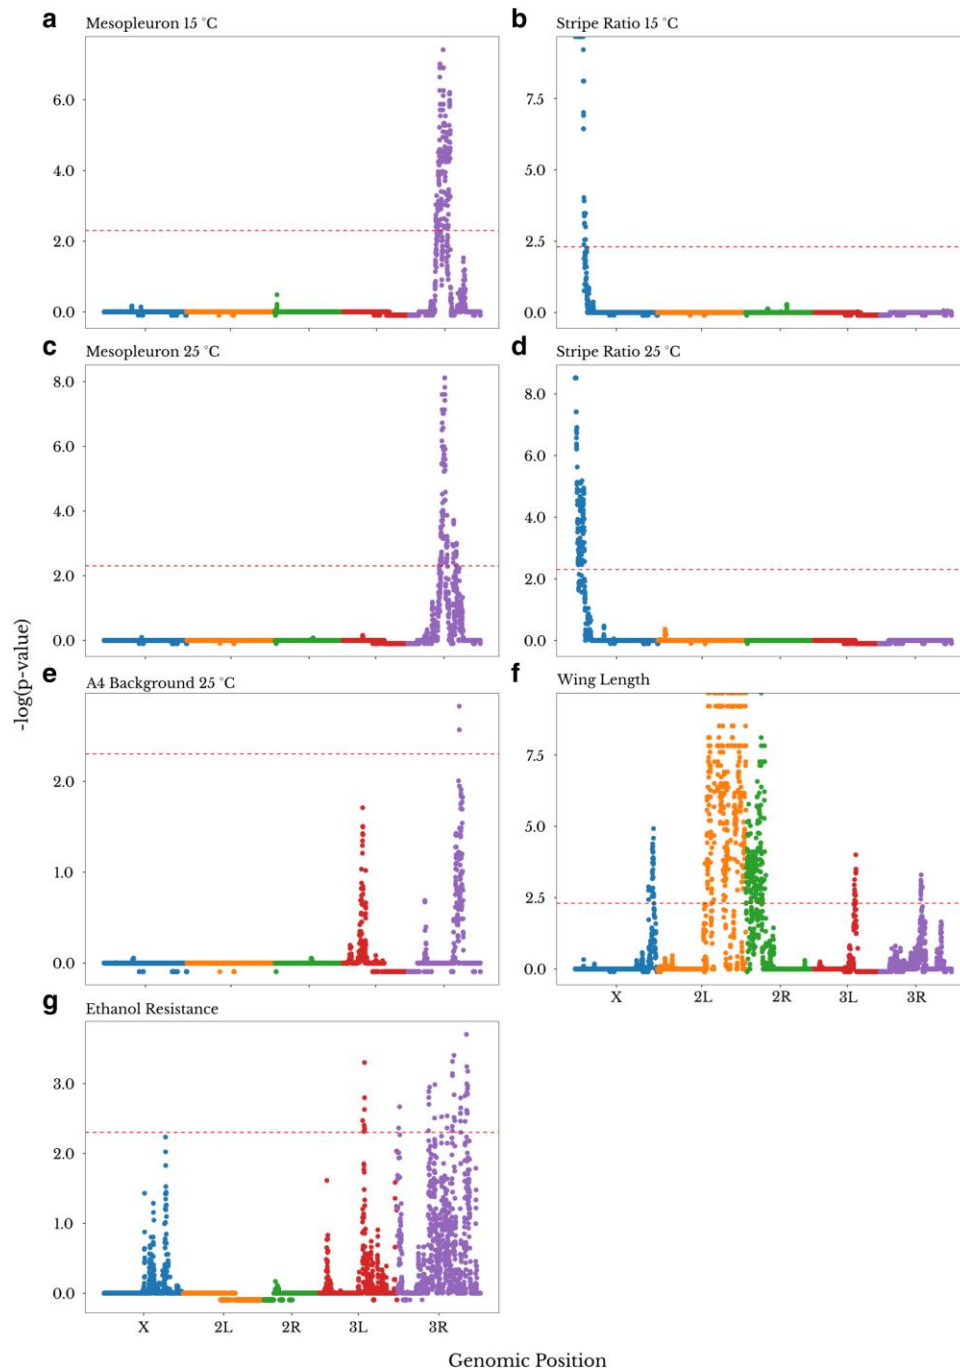 a Mesopleuron 15 °C
6.0
4.0
2.0
0.0
b Stripe Ratio 15 °C
7.5
5.0
2.5
0.0
c Mesopleuron 25 °C
8.0
6.0
4.0
2.0
0.0
d Stripe Ratio 25 °C
8.0
6.0
4.0
2.0
0.0
-log(p-value)
e A4 Background 25 °C
2.0
1.0
0.0
f Wing Length
7.5
5.0
2.5
0.0
X 2L 2R 3L 3R
g Ethanol Resistance
3.0
2.0
1.0
0.0
X 2L 2R 3L 3R
Genomic Position